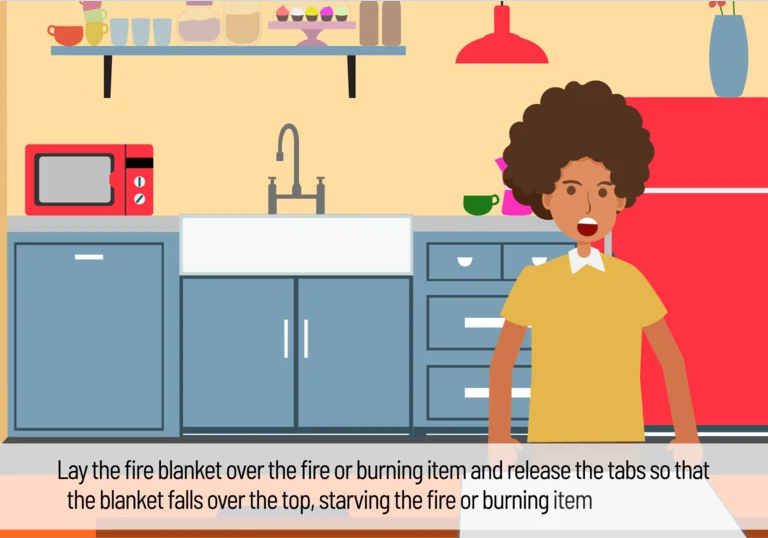 Lay the fire blanket over the fire or burning item and release the tabs so that
the blanket falls over the top, starving the fire or burning item